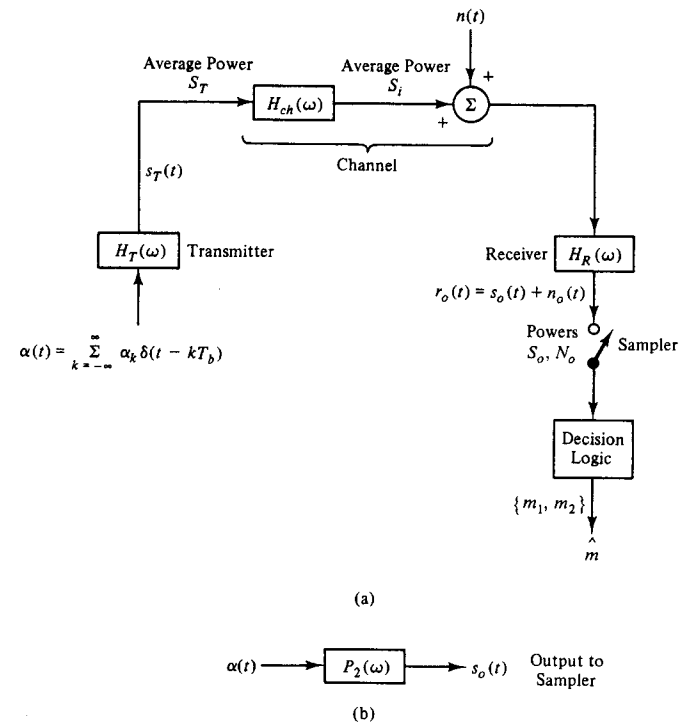 n(t)
Average Power
S_T
Average Power
S_i
H_ch(ω)
+
Σ
+
Channel
s_T(t)
H_T(ω)
Transmitter
Receiver
H_R(ω)
r_o(t) = s_o(t) + n_o(t)
α(t) = Σ_{k = -∞}^{∞} α_k δ(t − kT_b)
Powers
S_o, N_o
Sampler
Decision
Logic
{m_1, m_2}
m̂
(a)
α(t)
P_2(ω)
s_o(t)
Output to
Sampler
(b)